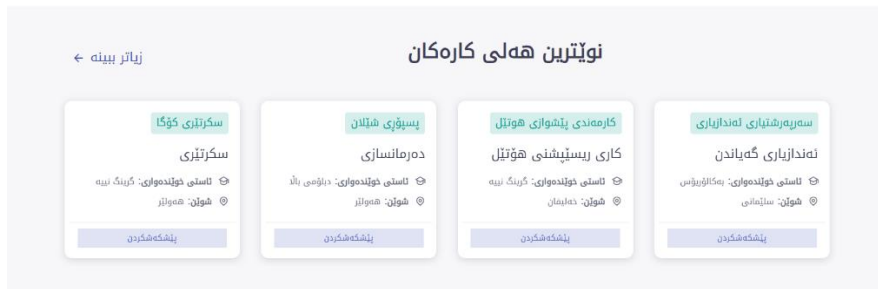 نوێترین هەلی کارەکان
زیاتر ببینە ←
سەرپەرشتیاری ئەندازیاری
ئەندازیاری گەیاندن
ئاستی خوێندەواری: بەکالۆریۆس
شوێن: سلێمانی
پێشکەشکردن
کارمەندی پێشوازی هوتێل
کاری ریسێپشنی هۆتێل
ئاستی خوێندەواری: گرینگ نییە
شوێن: خەلیفان
پێشکەشکردن
پسپۆڕی شێلان
دەرمانسازی
ئاستی خوێندەواری: دبلۆمی باڵا
شوێن: هەولێر
پێشکەشکردن
سکرتێری کۆگا
سکرتێری
ئاستی خوێندەواری: گرینگ نییە
شوێن: هەولێر
پێشکەشکردن